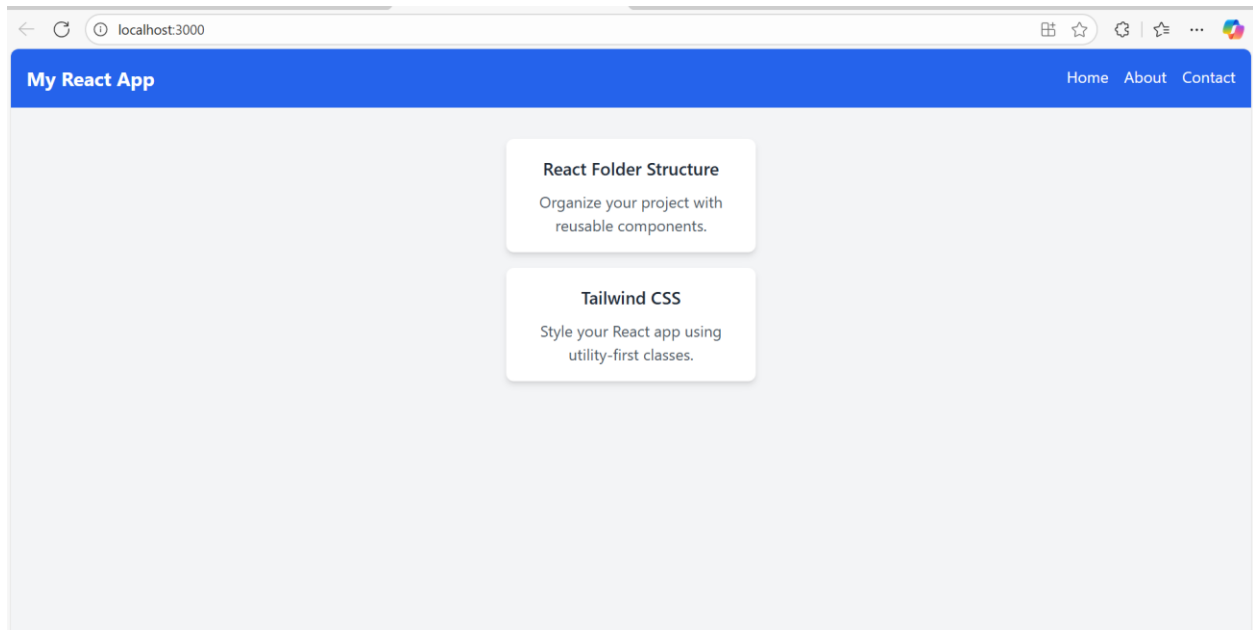 localhost:3000
My React App
Home About Contact
React Folder Structure
Organize your project with
reusable components.
Tailwind CSS
Style your React app using
utility-first classes.